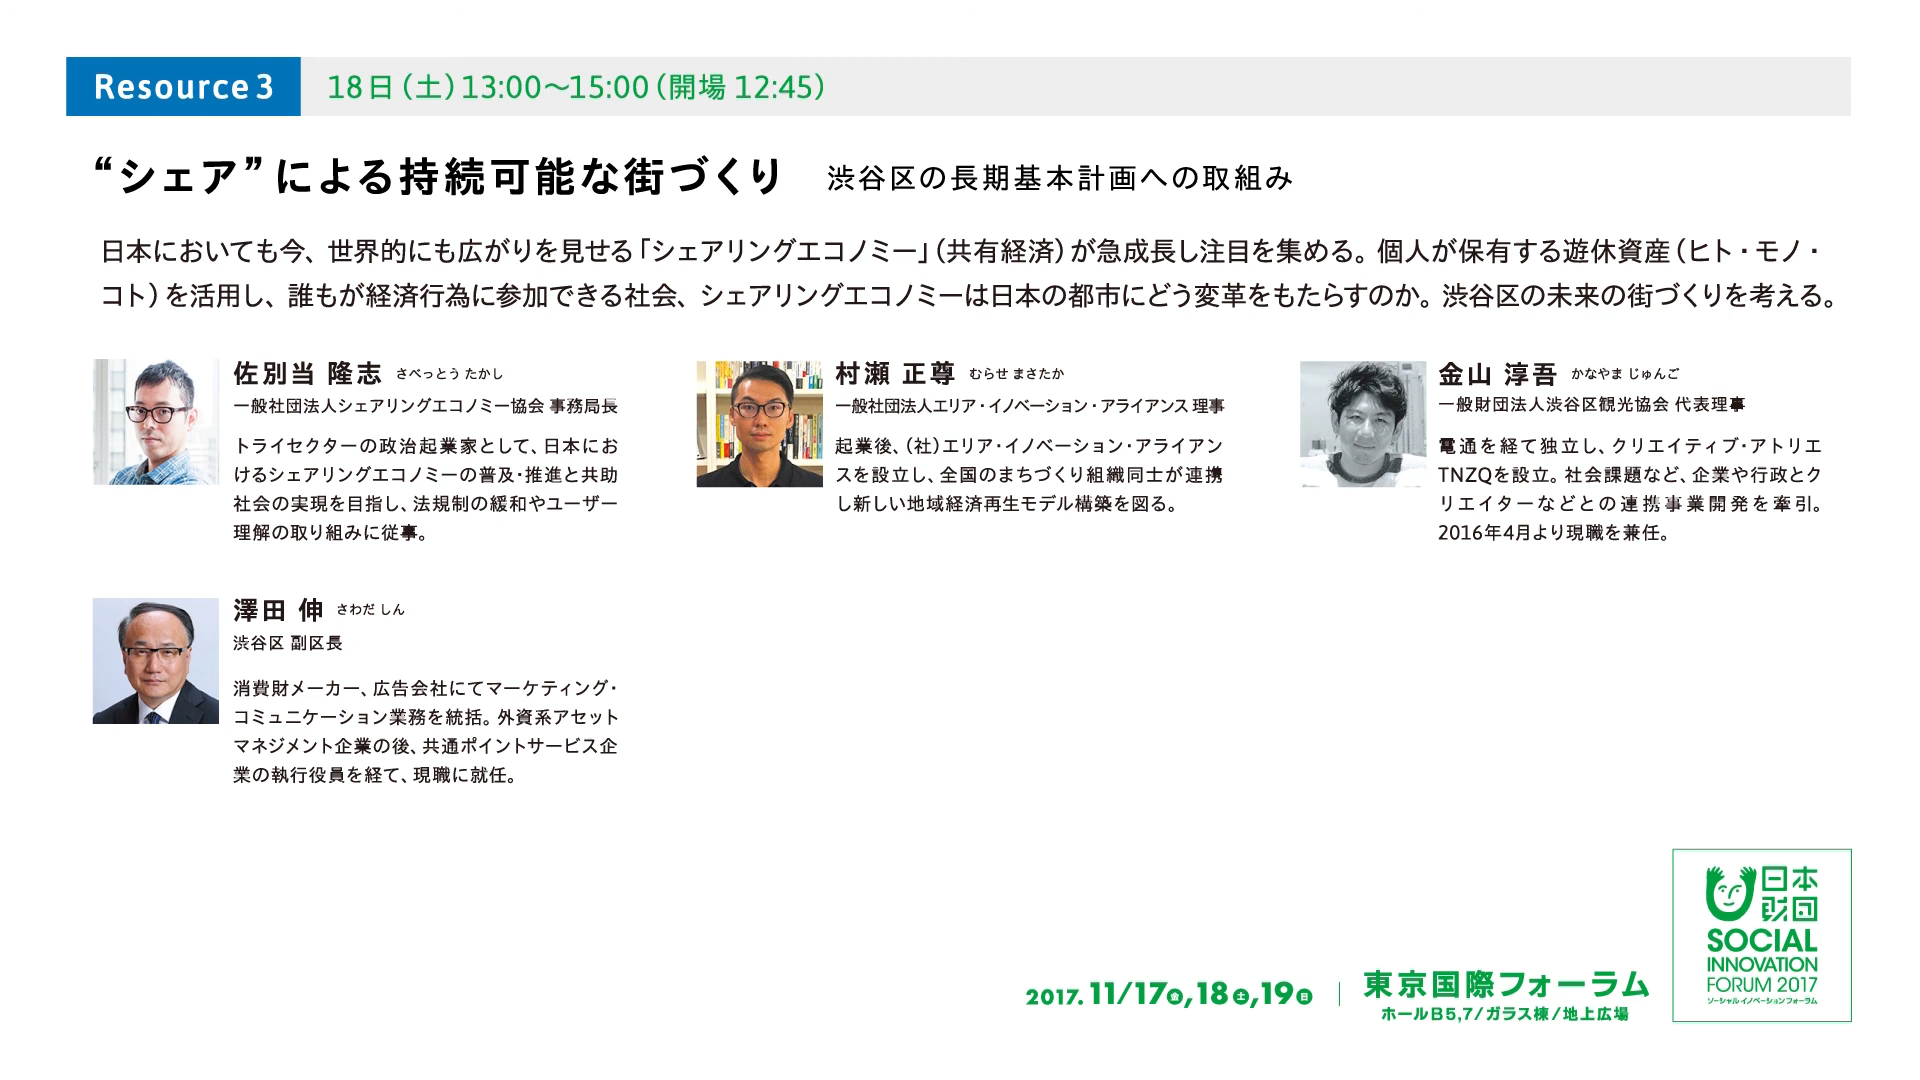 Resource 3
18日（土）13:00〜15:00（開場 12:45）
“シェア”による持続可能な街づくり 渋谷区の長期基本計画への取組み
日本においても今、世界的にも広がりを見せる「シェアリングエコノミー」（共有経済）が急成長し注目を集める。個人が保有する遊休資産（ヒト・モノ・
コト）を活用し、誰もが経済行為に参加できる社会、シェアリングエコノミーは日本の都市にどう変革をもたらすのか。渋谷区の未来の街づくりを考える。
佐別当 隆志 さべっとう たかし
一般社団法人シェアリングエコノミー協会 事務局長
トライセクターの政治起業家として、日本にお
けるシェアリングエコノミーの普及・推進と共助
社会の実現を目指し、法規制の緩和やユーザー
理解の取り組みに従事。
村瀬 正尊 むらせ まさたか
一般社団法人エリア・イノベーション・アライアンス 理事
起業後、（社）エリア・イノベーション・アライアン
スを設立し、全国のまちづくり組織同士が連携
し新しい地域経済再生モデル構築を図る。
金山 淳吾 かなやま じゅんご
一般財団法人渋谷区観光協会 代表理事
電通を経て独立し、クリエイティブ・アトリエ
TNZQを設立。社会課題など、企業や行政とク
リエイターなどとの連携事業開発を牽引。
2016年4月より現職を兼任。
澤田 伸 さわだ しん
渋谷区 副区長
消費財メーカー、広告会社にてマーケティング・
コミュニケーション業務を統括。外資系アセット
マネジメント企業の後、共通ポイントサービス企
業の執行役員を経て、現職に就任。
2017. 11/17金,18土,19日
東京国際フォーラム
ホールB5,7/ガラス棟/地上広場
日本
財団
SOCIAL
INNOVATION
FORUM 2017
ソーシャルイノベーションフォーラム